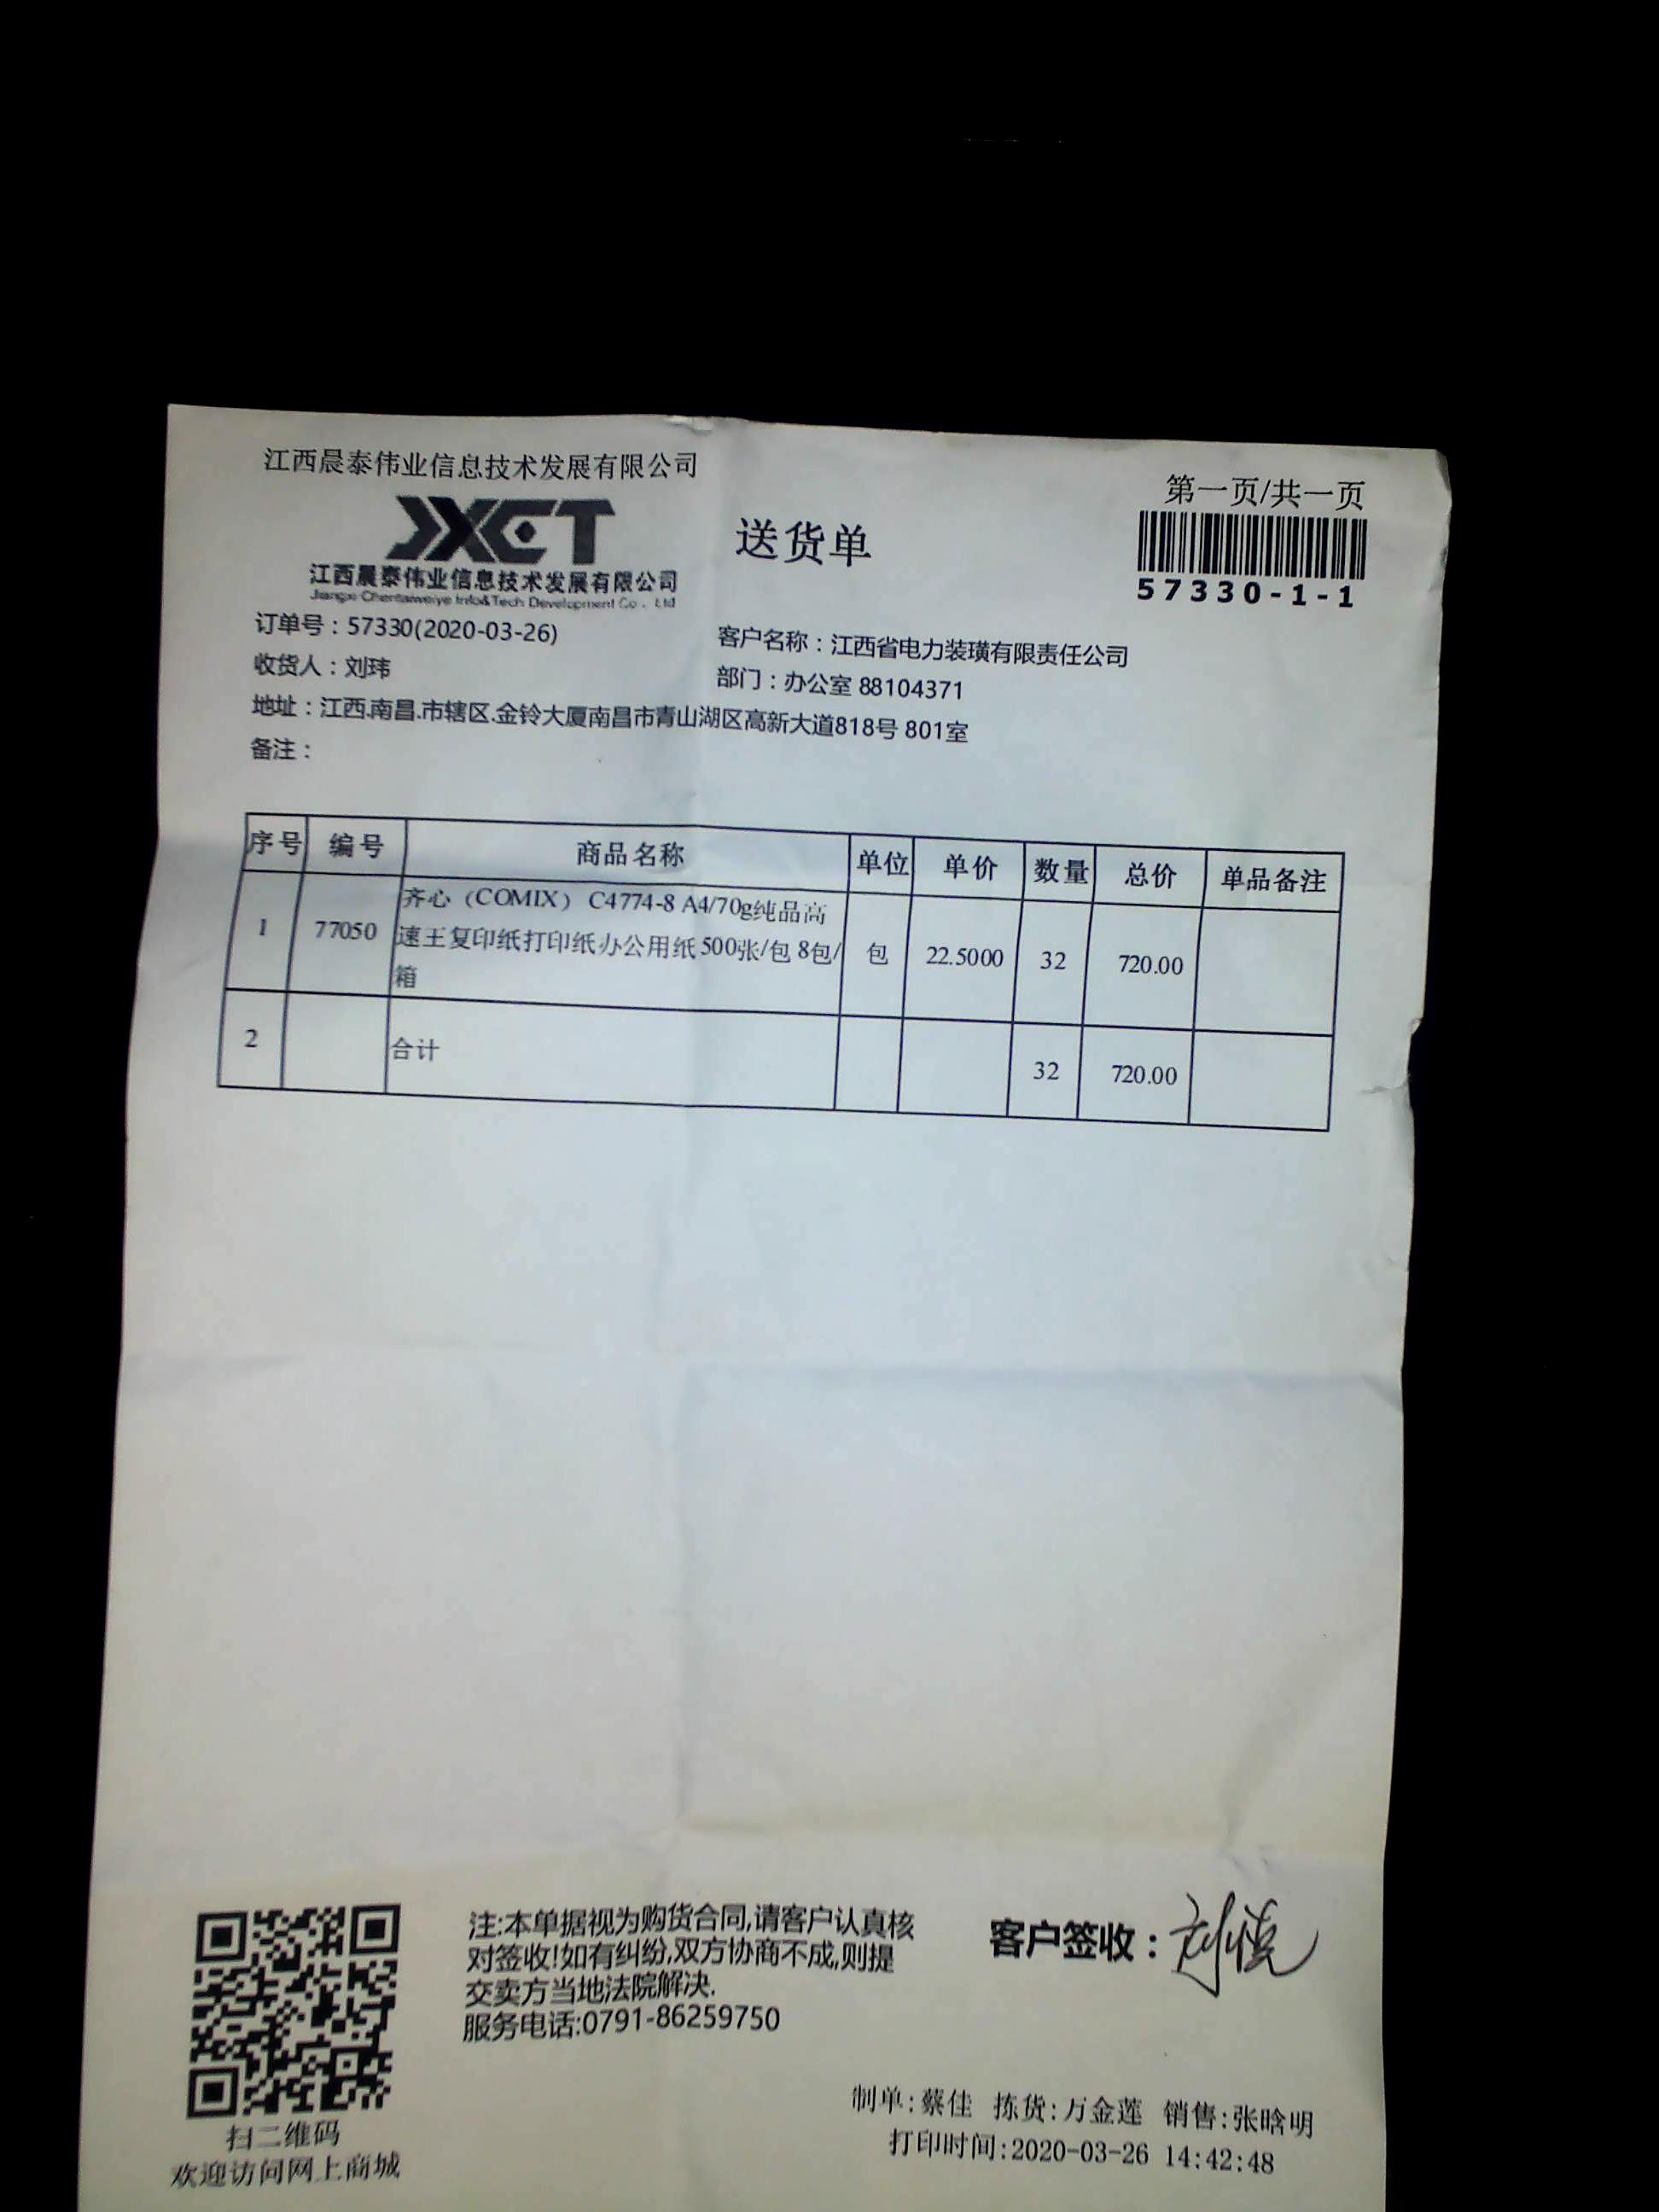 江西晨泰伟业信息技术发展有限公司
第一页/共一页
JXCT
送货单
江西晨泰伟业信息技术发展有限公司
Jiangxi Chentaiweiye Info&Tech Development Co., Ltd
57330-1-1
订单号：57330(2020-03-26)
客户名称：江西省电力装璜有限责任公司
收货人：刘玮
部门：办公室 88104371
地址：江西.南昌.市辖区.金铃大厦南昌市青山湖区高新大道818号 801室
备注：
序号 编号 商品名称 单位 单价 数量 总价 单品备注
1 77050 齐心（COMIX） C4774-8 A4/70g纯品高
速王复印纸打印纸办公用纸 500张/包 8包/
箱 包 22.5000 32 720.00
2 合计 32 720.00
注:本单据视为购货合同,请客户认真核
对签收!如有纠纷,双方协商不成,则提
交卖方当地法院解决.
服务电话:0791-86259750
客户签收：
扫二维码
欢迎访问网上商城
制单:蔡佳 拣货:万金莲 销售:张晗明
打印时间:2020-03-26 14:42:48